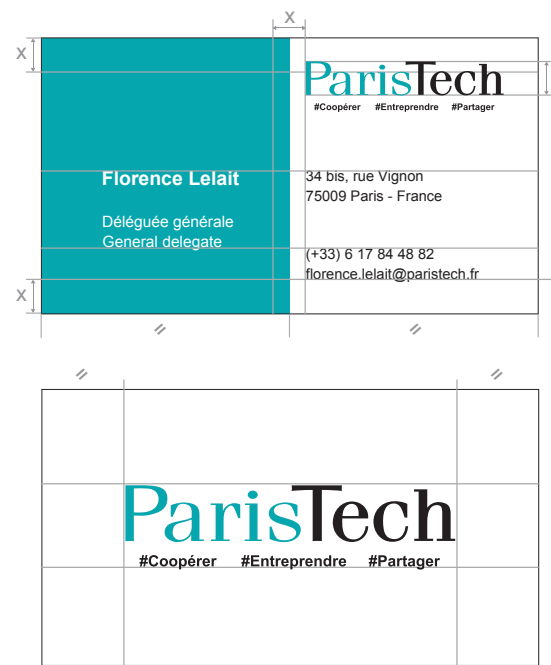 X
X
ParisTech
#Coopérer #Entreprendre #Partager
Florence Lelait
34 bis, rue Vignon
75009 Paris - France
Déléguée générale
General delegate
(+33) 6 17 84 48 82
florence.lelait@paristech.fr
X
ParisTech
#Coopérer #Entreprendre #Partager